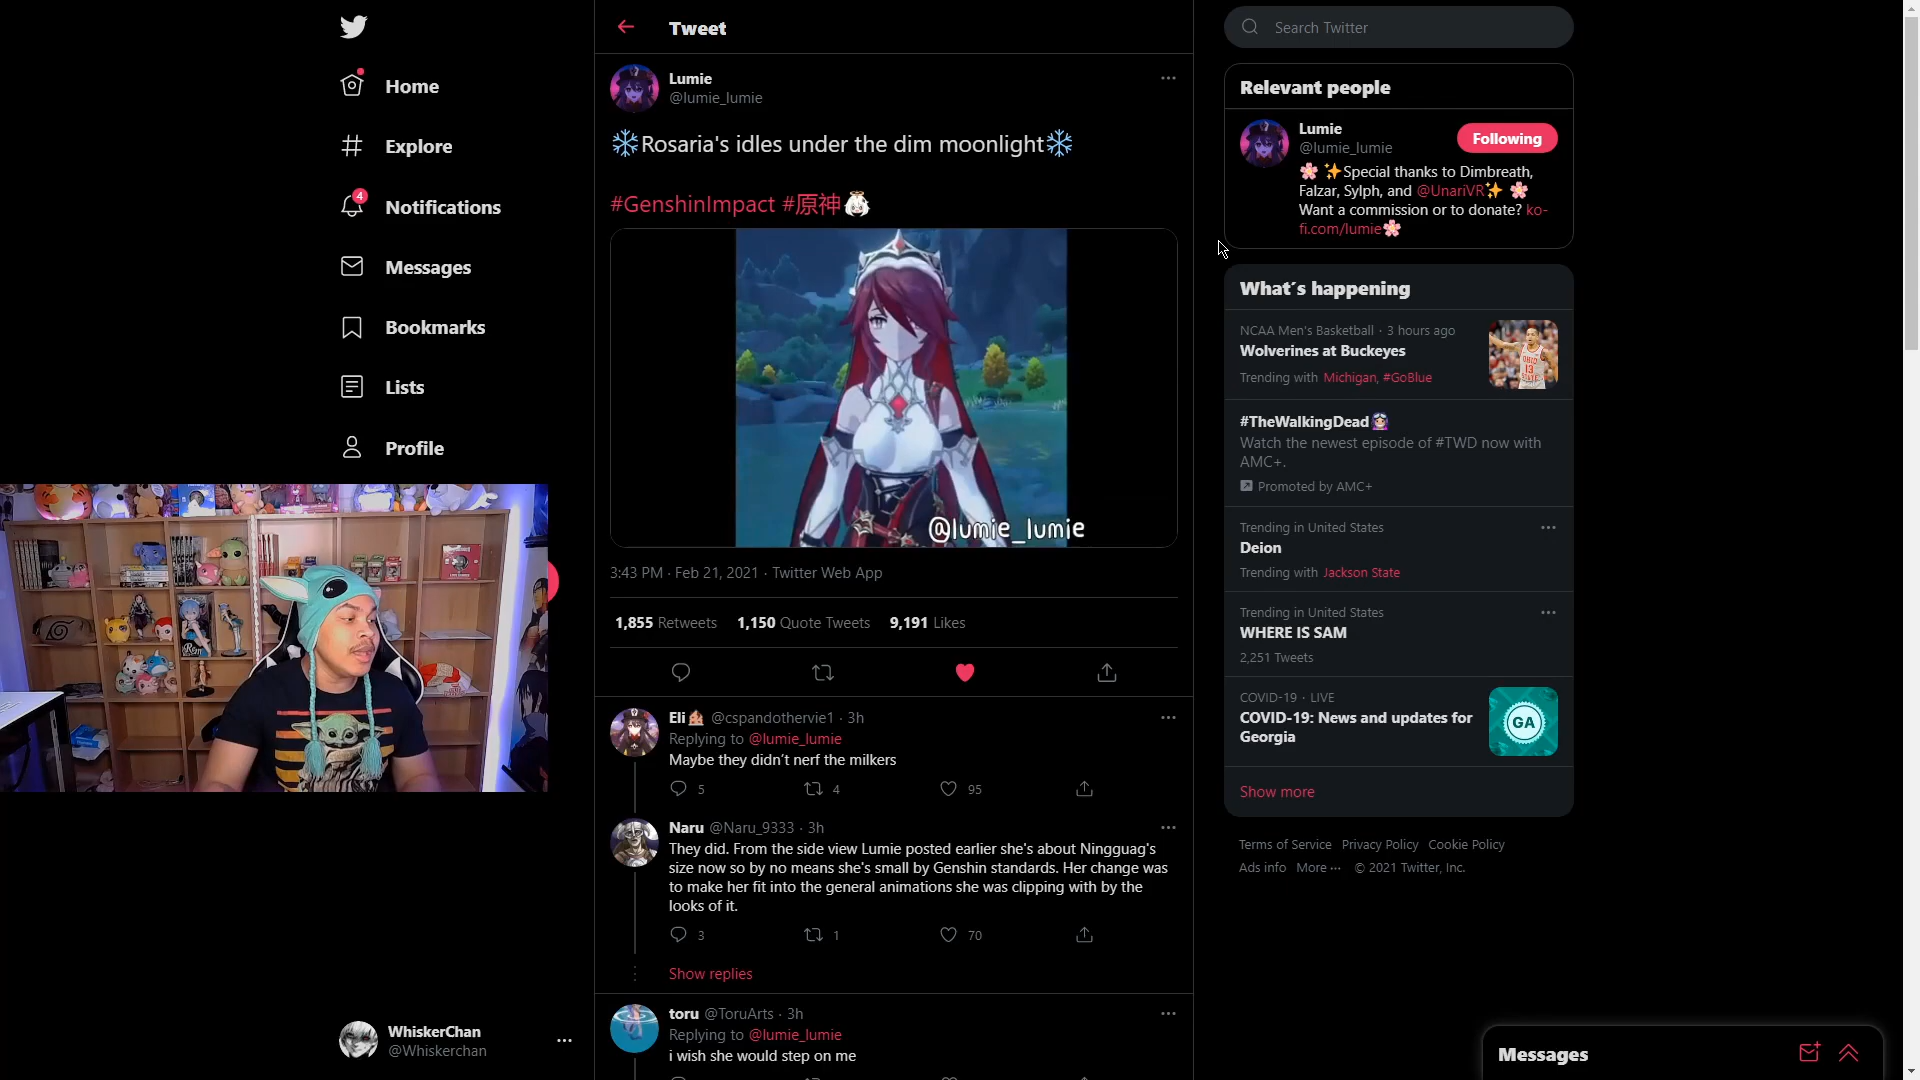 Home
Explore
4
Notifications
Messages
Bookmarks
Lists
Profile
WhiskerChan
@Whiskerchan
Tweet
Lumie
@lumie_lumie
❄Rosaria's idles under the dim moonlight❄
#GenshinImpact #原神
@lumie_lumie
3:43 PM · Feb 21, 2021 · Twitter Web App
1,855 Retweets 1,150 Quote Tweets 9,191 Likes
Eli @cspandothervie1 · 3h
Replying to @lumie_lumie
Maybe they didn't nerf the milkers
5 4 95
Naru @Naru_9333 · 3h
They did. From the side view Lumie posted earlier she's about Ningguag's
size now so by no means she's small by Genshin standards. Her change was
to make her fit into the general animations she was clipping with by the
looks of it.
3 1 70
Show replies
toru @ToruArts · 3h
Replying to @lumie_lumie
i wish she would step on me
Search Twitter
Relevant people
Lumie
@lumie_lumie
Following
🌸 ✨Special thanks to Dimbreath,
Falzar, Sylph, and @UnariVR✨ 🌸
Want a commission or to donate? ko-
fi.com/lumie🌸
What's happening
NCAA Men's Basketball · 3 hours ago
Wolverines at Buckeyes
Trending with Michigan, #GoBlue
#TheWalkingDead
Watch the newest episode of #TWD now with
AMC+.
Promoted by AMC+
Trending in United States
Deion
Trending with Jackson State
Trending in United States
WHERE IS SAM
2,251 Tweets
COVID-19 · LIVE
COVID-19: News and updates for
Georgia
GA
Show more
Terms of Service Privacy Policy Cookie Policy
Ads info More ··· © 2021 Twitter, Inc.
Messages